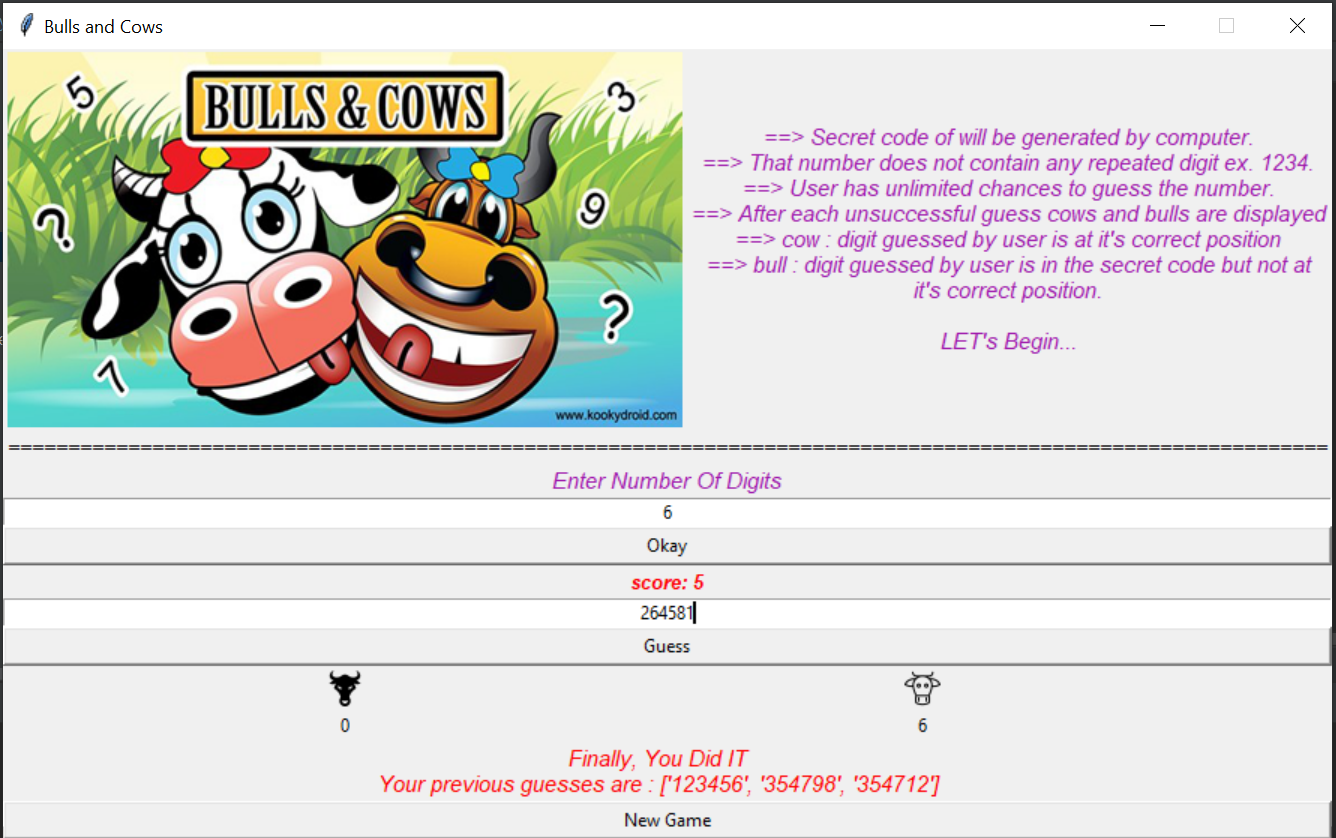 Bulls and Cows
BULLS & COWS
5
3
?
9
?
7
www.kookydroid.com
==> Secret code of will be generated by computer.
==> That number does not contain any repeated digit ex. 1234.
==> User has unlimited chances to guess the number.
==> After each unsuccessful guess cows and bulls are displayed
==> cow : digit guessed by user is at it's correct position
==> bull : digit guessed by user is in the secret code but not at
it's correct position.
LET's Begin...
==============================================================================================================
Enter Number Of Digits
6
Okay
score: 5
264581
Guess
0
6
Finally, You Did IT
Your previous guesses are : ['123456', '354798', '354712']
New Game